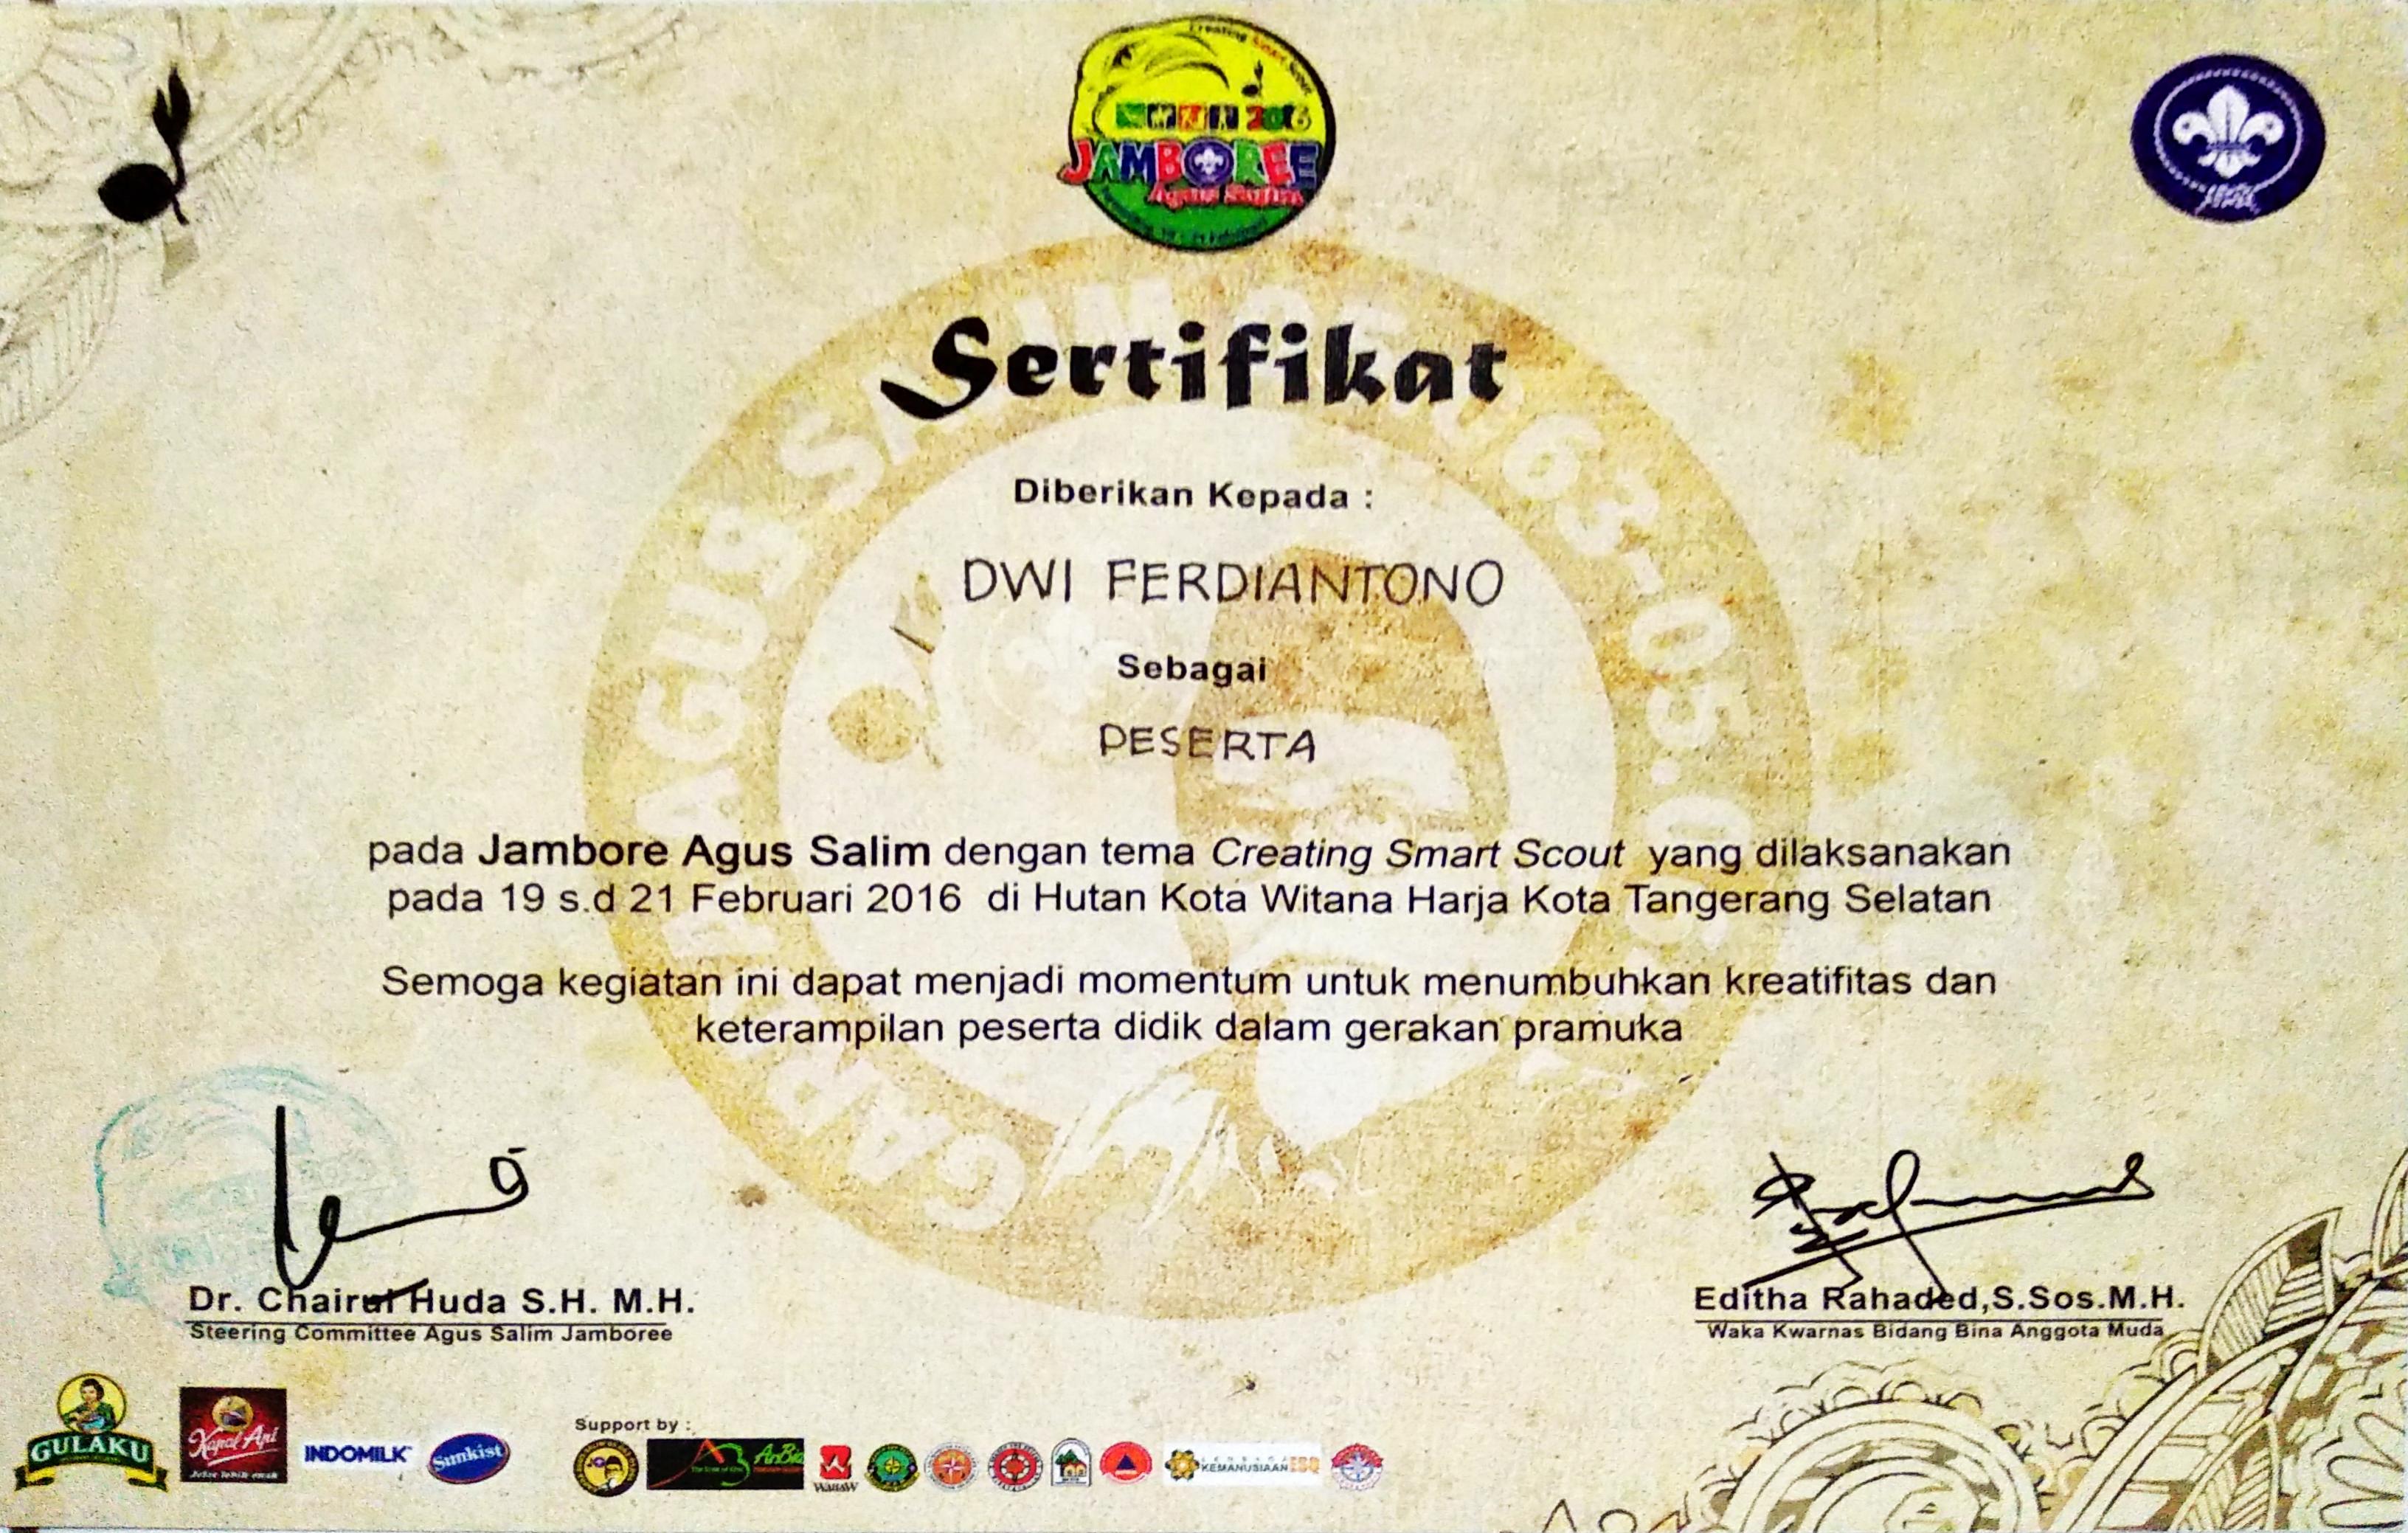 2016
JAMBOREE
Agus Salim
Sertifikat
Diberikan Kepada :
DWI FERDIANTONO
Sebagai
PESERTA
pada Jambore Agus Salim dengan tema Creating Smart Scout yang dilaksanakan
pada 19 s.d 21 Februari 2016 di Hutan Kota Witana Harja Kota Tangerang Selatan
Semoga kegiatan ini dapat menjadi momentum untuk menumbuhkan kreatifitas dan
keterampilan peserta didik dalam gerakan pramuka
Dr. Chairul Huda S.H. M.H.
Steering Committee Agus Salim Jamboree
Editha Rahaded,S.Sos.M.H.
Waka Kwarnas Bidang Bina Anggota Muda
GULAKU
Kapal Api
INDOMILK
Sunkist
Support by :
KEMANUSIAAN ESQ